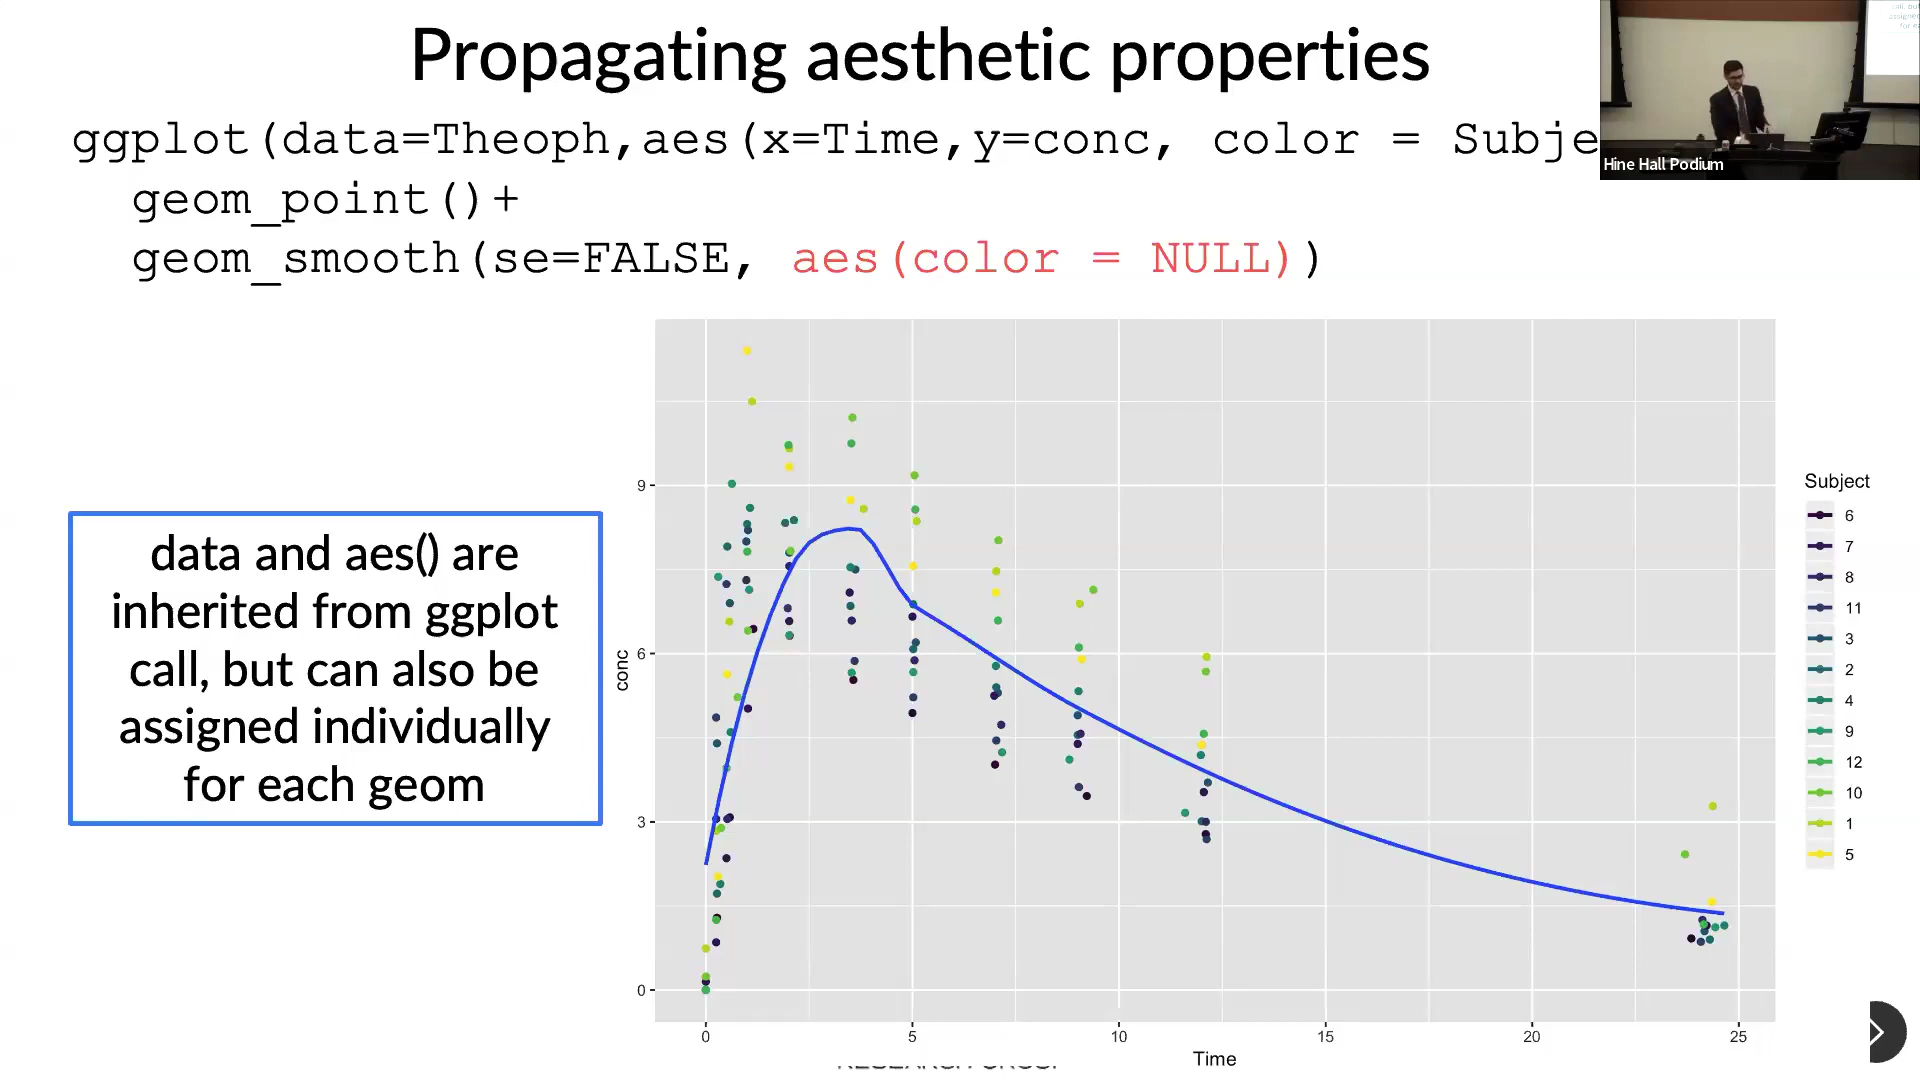 Propagating aesthetic properties
ggplot(data=Theoph,aes(x=Time,y=conc, color = Subje
geom_point()+
geom_smooth(se=FALSE, aes(color = NULL))
Hine Hall Podium
data and aes() are
inherited from ggplot
call, but can also be
assigned individually
for each geom
conc
9
6
3
0
0 5 10 15 20 25
Time
Subject
6
7
8
11
3
2
4
9
12
10
1
5